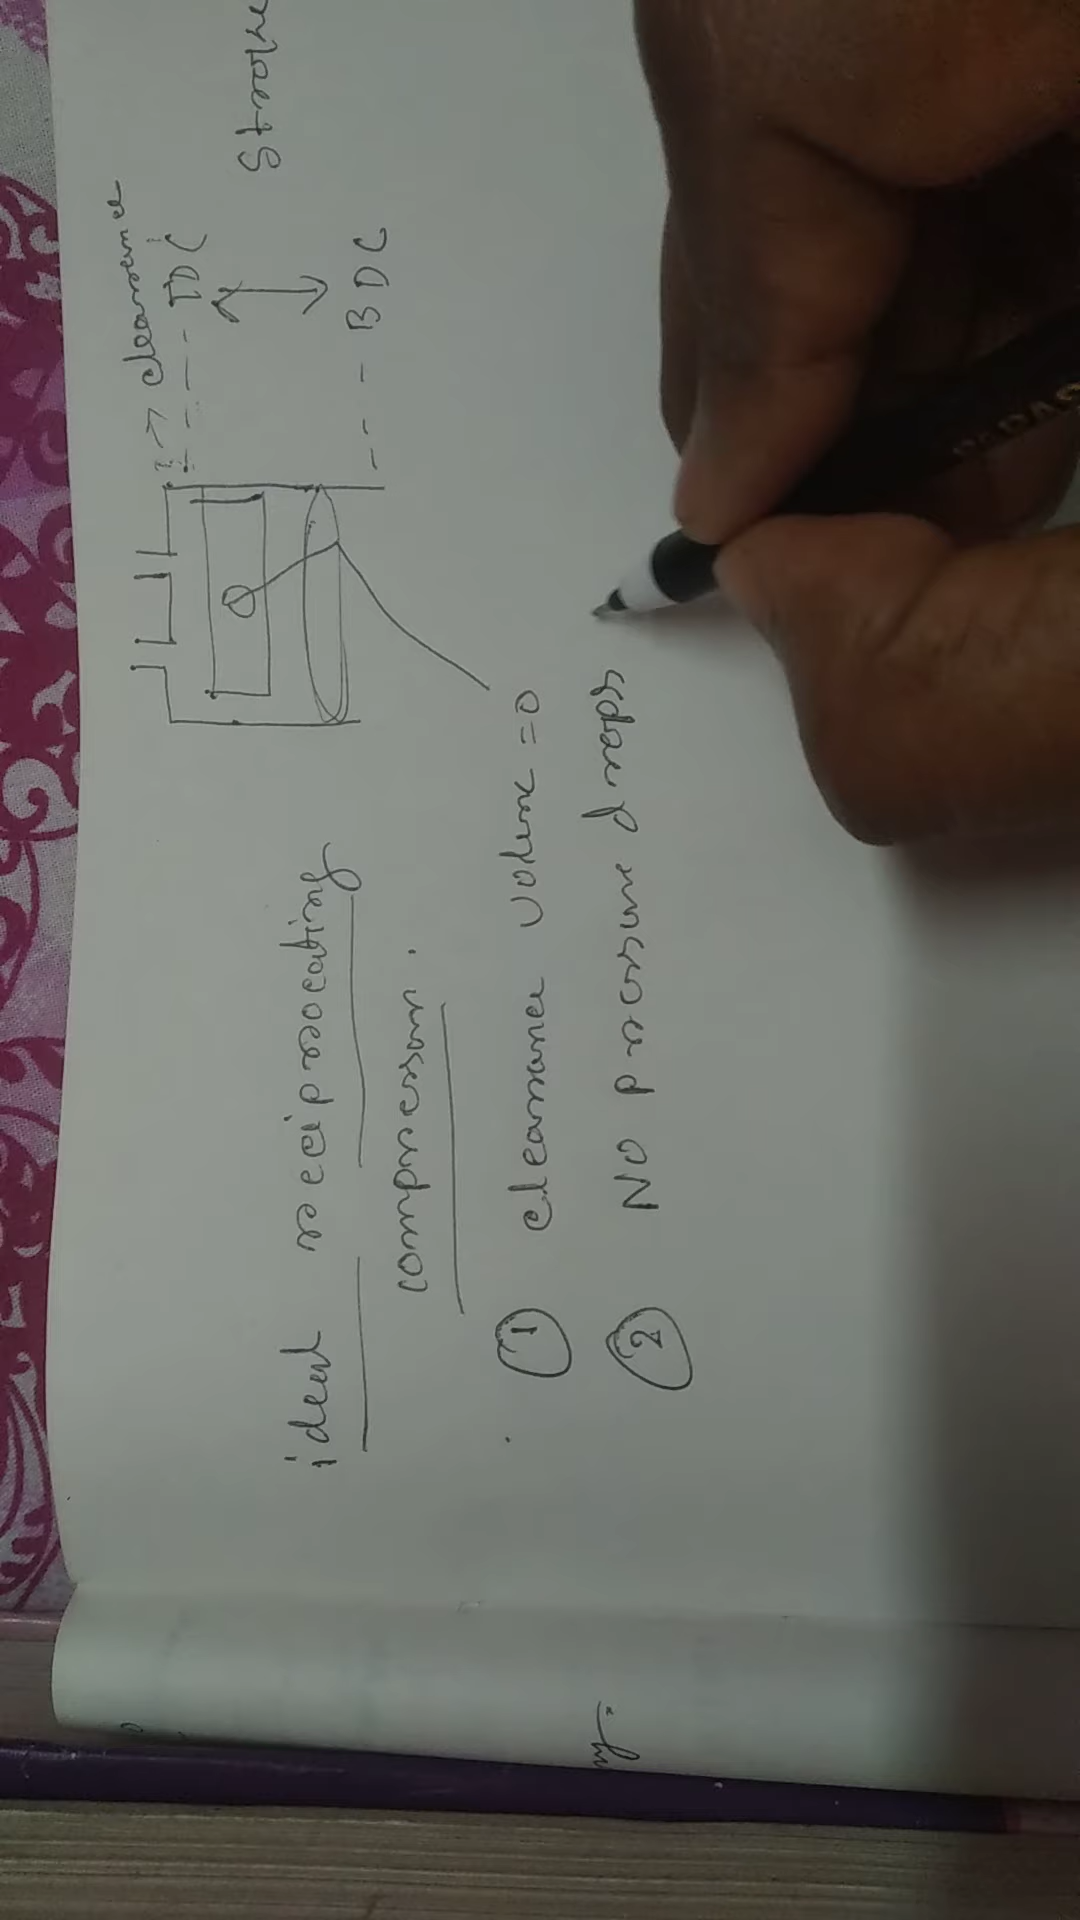 clearance
TDC
Stroke
BDC
ideal reciprocating
compressor.
① clearance volume = 0
② NO pressure drops